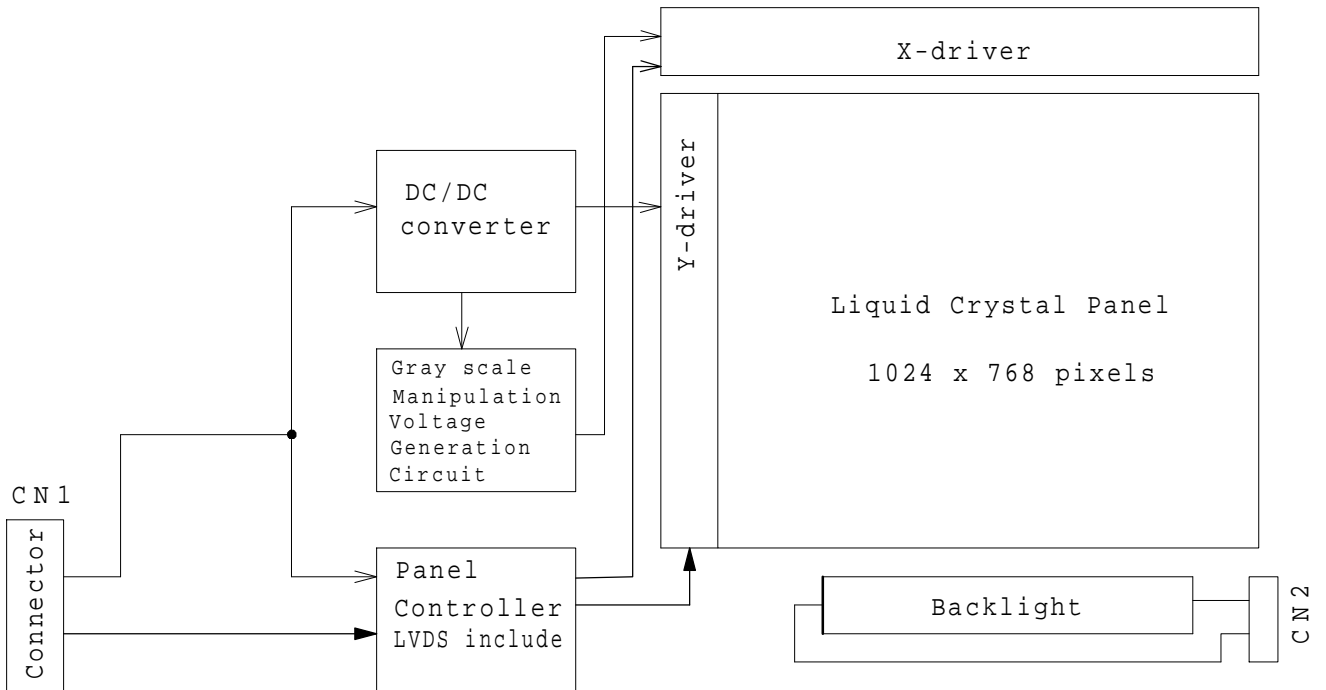 X-driver
DC/DC
converter
Y-driver
Liquid Crystal Panel
1024 x 768 pixels
Gray scale
Manipulation
Voltage
Generation
Circuit
CN1
Connector
Panel
Controller
LVDS include
Backlight
CN2